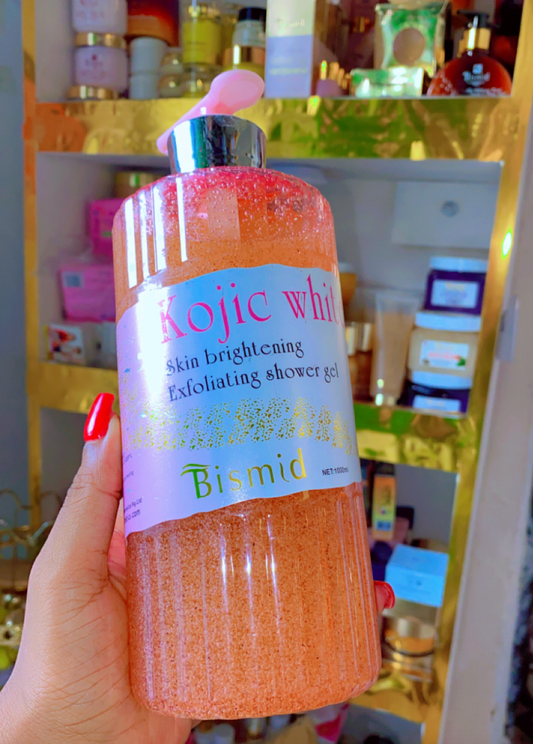 Kojic whit
Skin brightening
Exfoliating shower gel
Bismid
NET:1000ml